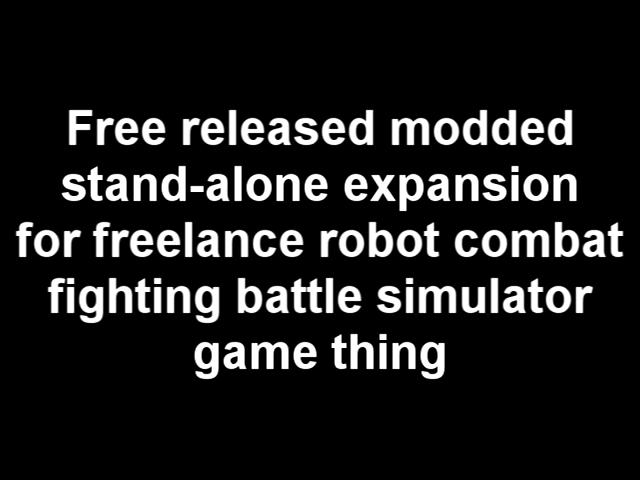 Free released modded
stand-alone expansion
for freelance robot combat
fighting battle simulator
game thing